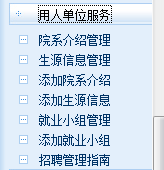 用人单位服务
院系介绍管理
生源信息管理
添加院系介绍
添加生源信息
就业小组管理
添加就业小组
招聘管理指南